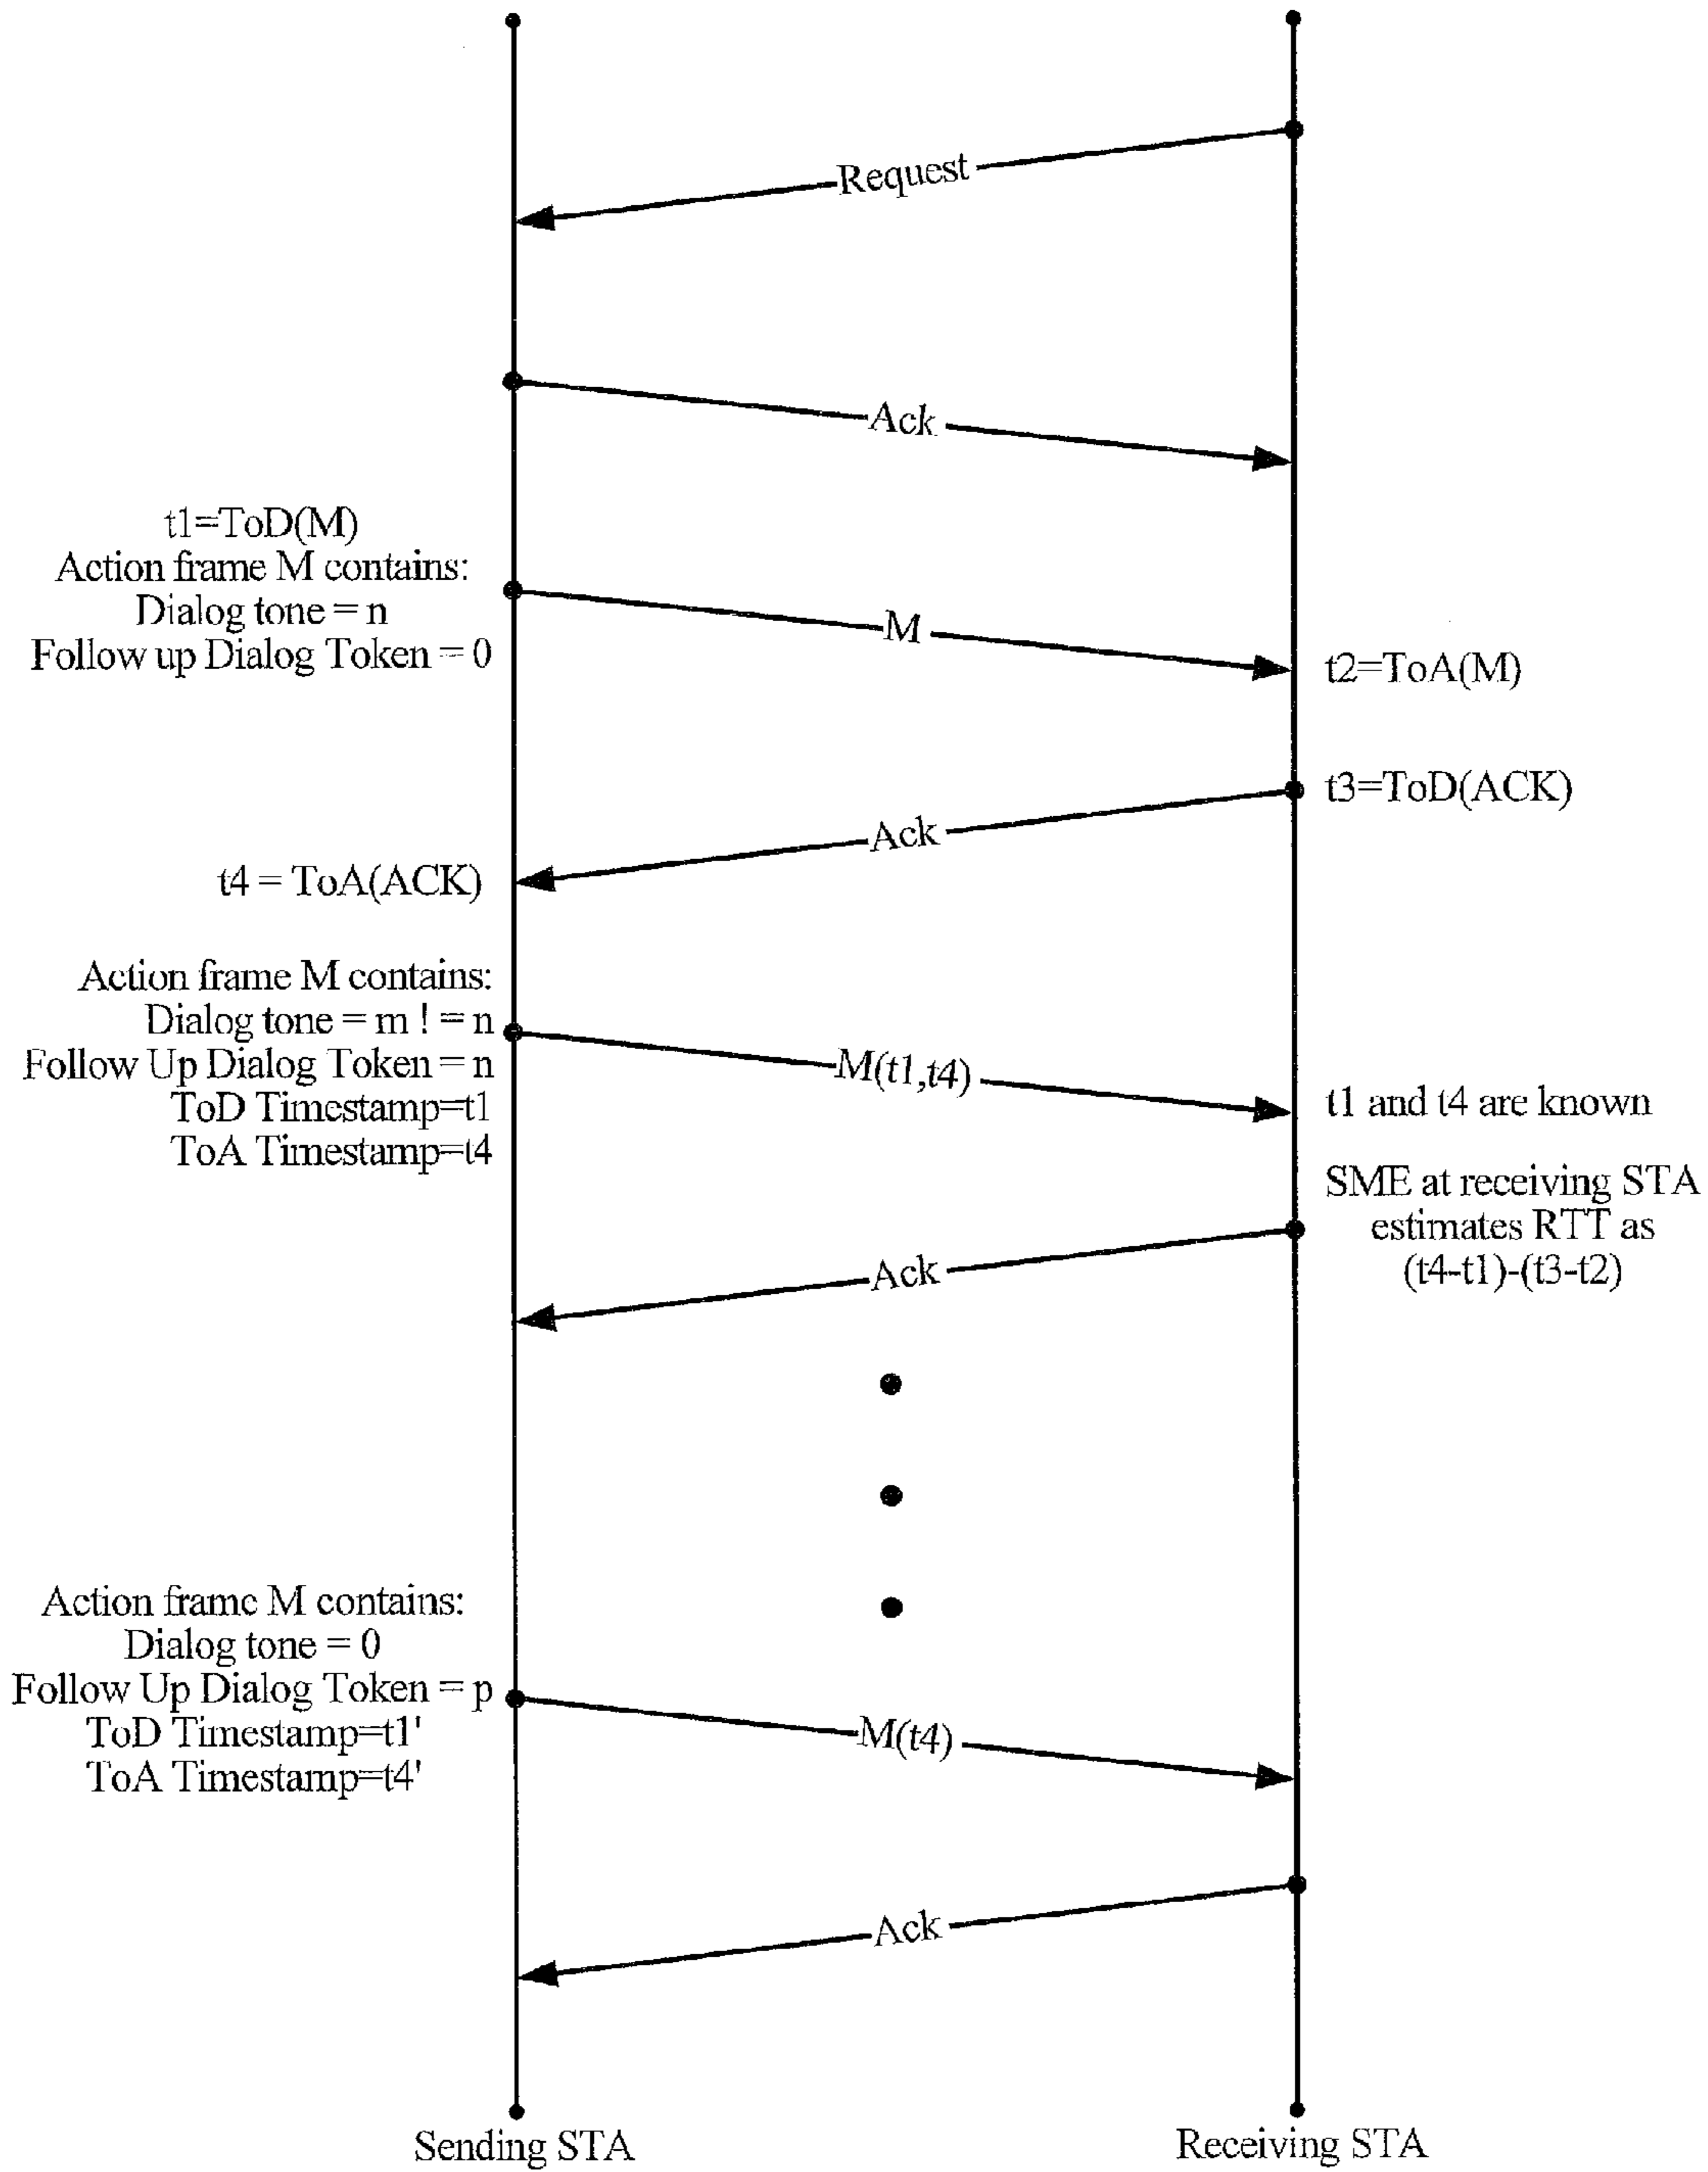 Request
Ack
t1=ToD(M)
Action frame M contains:
Dialog tone = n
Follow up Dialog Token = 0
M
t2=ToA(M)
t3=ToD(ACK)
Ack
t4 = ToA(ACK)
Action frame M contains:
Dialog tone = m ! = n
Follow Up Dialog Token = n
ToD Timestamp=t1
ToA Timestamp=t4
M(t1,t4)
t1 and t4 are known
SME at receiving STA
estimates RTT as
(t4-t1)-(t3-t2)
Ack
Action frame M contains:
Dialog tone = 0
Follow Up Dialog Token = p
ToD Timestamp=t1'
ToA Timestamp=t4'
M(t4)
Ack
Sending STA
Receiving STA